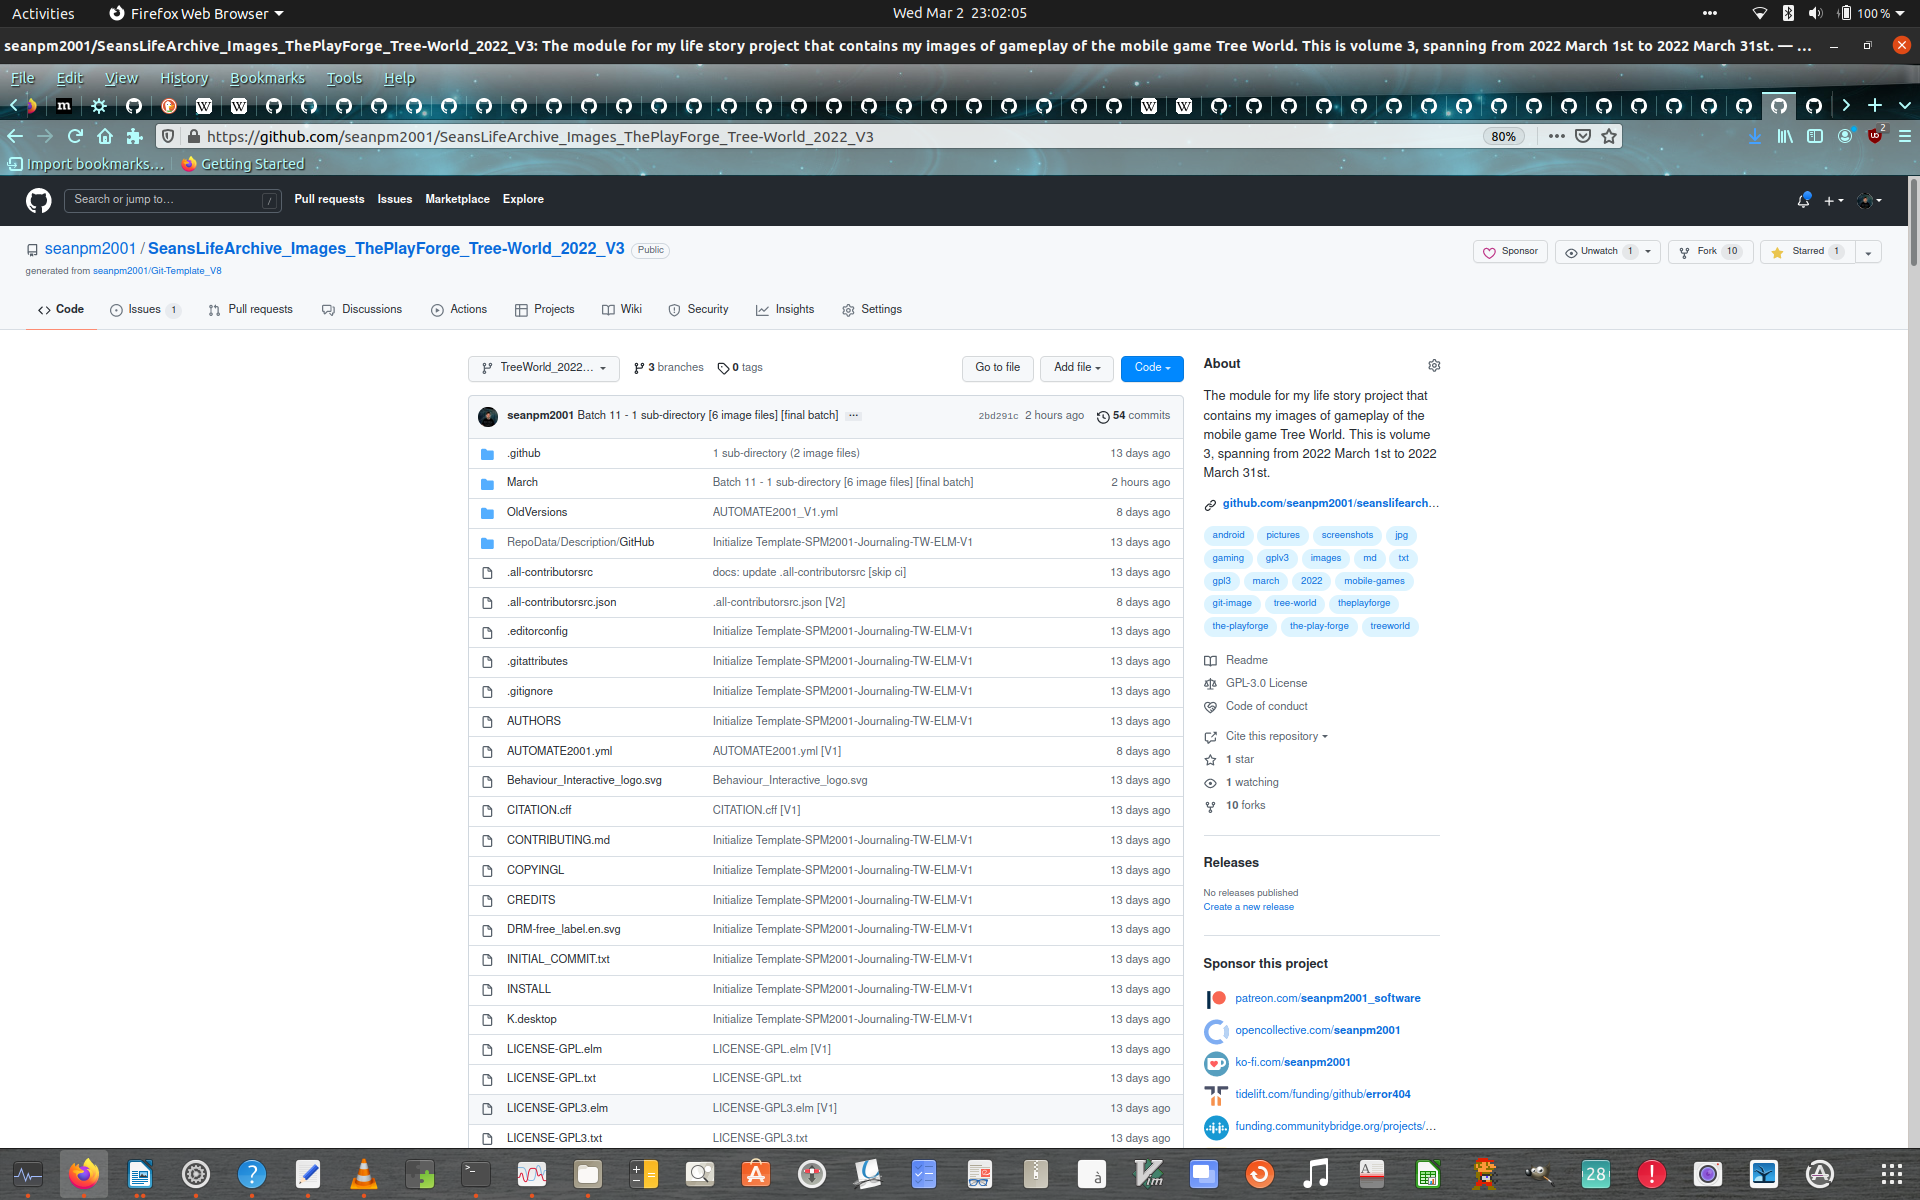 Activities
Firefox Web Browser
Wed Mar 2 23:02:05
100 %
seanpm2001/SeansLifeArchive_Images_ThePlayForge_Tree-World_2022_V3: The module for my life story project that contains my images of gameplay of the mobile game Tree World. This is volume 3, spanning from 2022 March 1st to 2022 March 31st. — ...
File Edit View History Bookmarks Tools Help
https://github.com/seanpm2001/SeansLifeArchive_Images_ThePlayForge_Tree-World_2022_V3
80%
2
Import bookmarks…
Getting Started
Search or jump to…
/
Pull requests Issues Marketplace Explore
seanpm2001 / SeansLifeArchive_Images_ThePlayForge_Tree-World_2022_V3 Public
Sponsor Unwatch 1 Fork 10 Starred 1
generated from seanpm2001/Git-Template_V8
Code Issues 1 Pull requests Discussions Actions Projects Wiki Security Insights Settings
TreeWorld_2022… 3 branches 0 tags
Go to file Add file Code
seanpm2001 Batch 11 - 1 sub-directory [6 image files] [final batch] ...
2bd291c 2 hours ago 54 commits
.github 1 sub-directory (2 image files) 13 days ago
March Batch 11 - 1 sub-directory [6 image files] [final batch] 2 hours ago
OldVersions AUTOMATE2001_V1.yml 8 days ago
RepoData/Description/GitHub Initialize Template-SPM2001-Journaling-TW-ELM-V1 13 days ago
.all-contributorsrc docs: update .all-contributorsrc [skip ci] 13 days ago
.all-contributorsrc.json .all-contributorsrc.json [V2] 8 days ago
.editorconfig Initialize Template-SPM2001-Journaling-TW-ELM-V1 13 days ago
.gitattributes Initialize Template-SPM2001-Journaling-TW-ELM-V1 13 days ago
.gitignore Initialize Template-SPM2001-Journaling-TW-ELM-V1 13 days ago
AUTHORS Initialize Template-SPM2001-Journaling-TW-ELM-V1 13 days ago
AUTOMATE2001.yml AUTOMATE2001.yml [V1] 8 days ago
Behaviour_Interactive_logo.svg Behaviour_Interactive_logo.svg 13 days ago
CITATION.cff CITATION.cff [V1] 13 days ago
CONTRIBUTING.md Initialize Template-SPM2001-Journaling-TW-ELM-V1 13 days ago
COPYINGL Initialize Template-SPM2001-Journaling-TW-ELM-V1 13 days ago
CREDITS Initialize Template-SPM2001-Journaling-TW-ELM-V1 13 days ago
DRM-free_label.en.svg Initialize Template-SPM2001-Journaling-TW-ELM-V1 13 days ago
INITIAL_COMMIT.txt Initialize Template-SPM2001-Journaling-TW-ELM-V1 13 days ago
INSTALL Initialize Template-SPM2001-Journaling-TW-ELM-V1 13 days ago
K.desktop Initialize Template-SPM2001-Journaling-TW-ELM-V1 13 days ago
LICENSE-GPL.elm LICENSE-GPL.elm [V1] 13 days ago
LICENSE-GPL.txt LICENSE-GPL.txt 13 days ago
LICENSE-GPL3.elm LICENSE-GPL3.elm [V1] 13 days ago
LICENSE-GPL3.txt LICENSE-GPL3.txt 13 days ago
About
The module for my life story project that
contains my images of gameplay of the
mobile game Tree World. This is volume
3, spanning from 2022 March 1st to 2022
March 31st.
github.com/seanpm2001/seanslifearch…
android pictures screenshots jpg
gaming gplv3 images md txt
gpl3 march 2022 mobile-games
git-image tree-world theplayforge
the-playforge the-play-forge treeworld
Readme
GPL-3.0 License
Code of conduct
Cite this repository
1 star
1 watching
10 forks
Releases
No releases published
Create a new release
Sponsor this project
patreon.com/seanpm2001_software
opencollective.com/seanpm2001
ko-fi.com/seanpm2001
tidelift.com/funding/github/error404
funding.communitybridge.org/projects/…
à
Vim
28